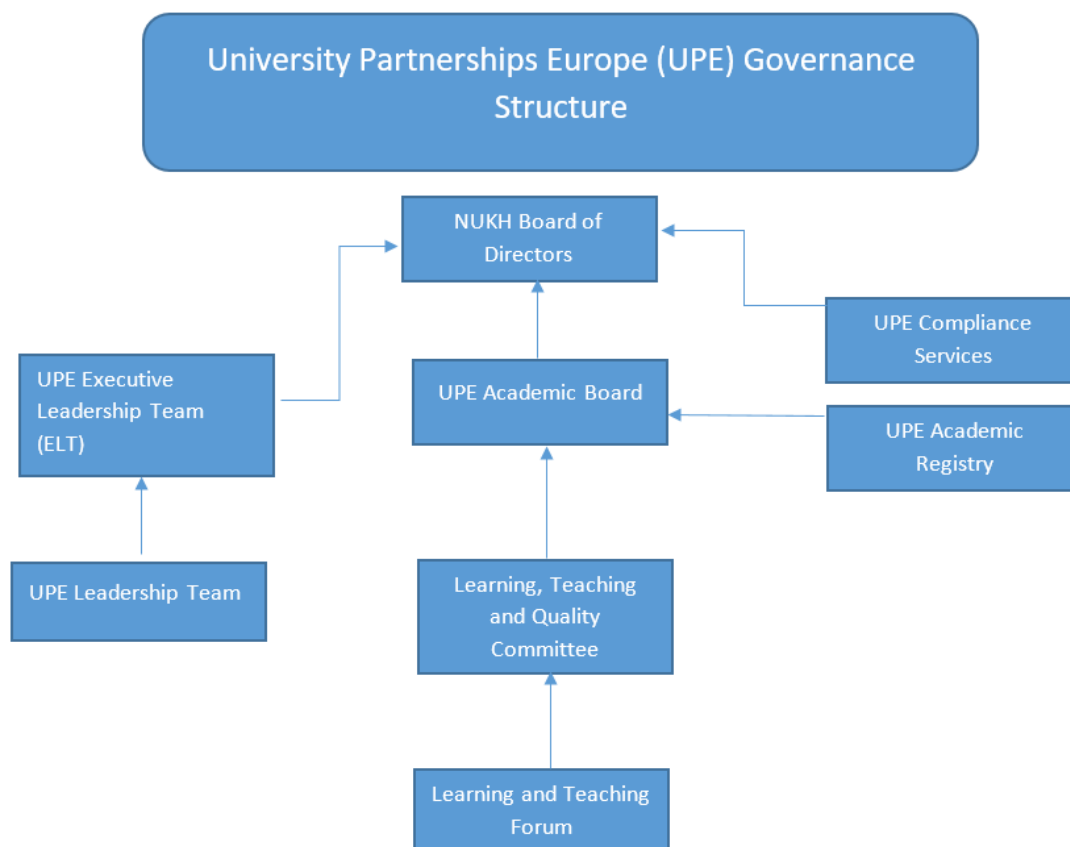 University Partnerships Europe (UPE) Governance
Structure
NUKH Board of
Directors
UPE Compliance
Services
UPE Executive
Leadership Team
(ELT)
UPE Academic Board
UPE Academic
Registry
UPE Leadership Team
Learning, Teaching
and Quality
Committee
Learning and Teaching
Forum